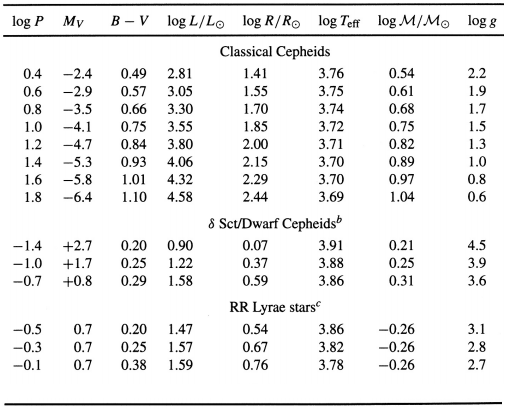 log P M_V B − V log L/L⊙ log R/R⊙ log T_eff log ℳ/ℳ⊙ log g
Classical Cepheids
0.4 −2.4 0.49 2.81 1.41 3.76 0.54 2.2
0.6 −2.9 0.57 3.05 1.55 3.75 0.61 1.9
0.8 −3.5 0.66 3.30 1.70 3.74 0.68 1.7
1.0 −4.1 0.75 3.55 1.85 3.72 0.75 1.5
1.2 −4.7 0.84 3.80 2.00 3.71 0.82 1.3
1.4 −5.3 0.93 4.06 2.15 3.70 0.89 1.0
1.6 −5.8 1.01 4.32 2.29 3.70 0.97 0.8
1.8 −6.4 1.10 4.58 2.44 3.69 1.04 0.6
δ Sct/Dwarf Cepheids^b
−1.4 +2.7 0.20 0.90 0.07 3.91 0.21 4.5
−1.0 +1.7 0.25 1.22 0.37 3.88 0.25 3.9
−0.7 +0.8 0.29 1.58 0.59 3.86 0.31 3.6
RR Lyrae stars^c
−0.5 0.7 0.20 1.47 0.54 3.86 −0.26 3.1
−0.3 0.7 0.25 1.57 0.67 3.82 −0.26 2.8
−0.1 0.7 0.38 1.59 0.76 3.78 −0.26 2.7